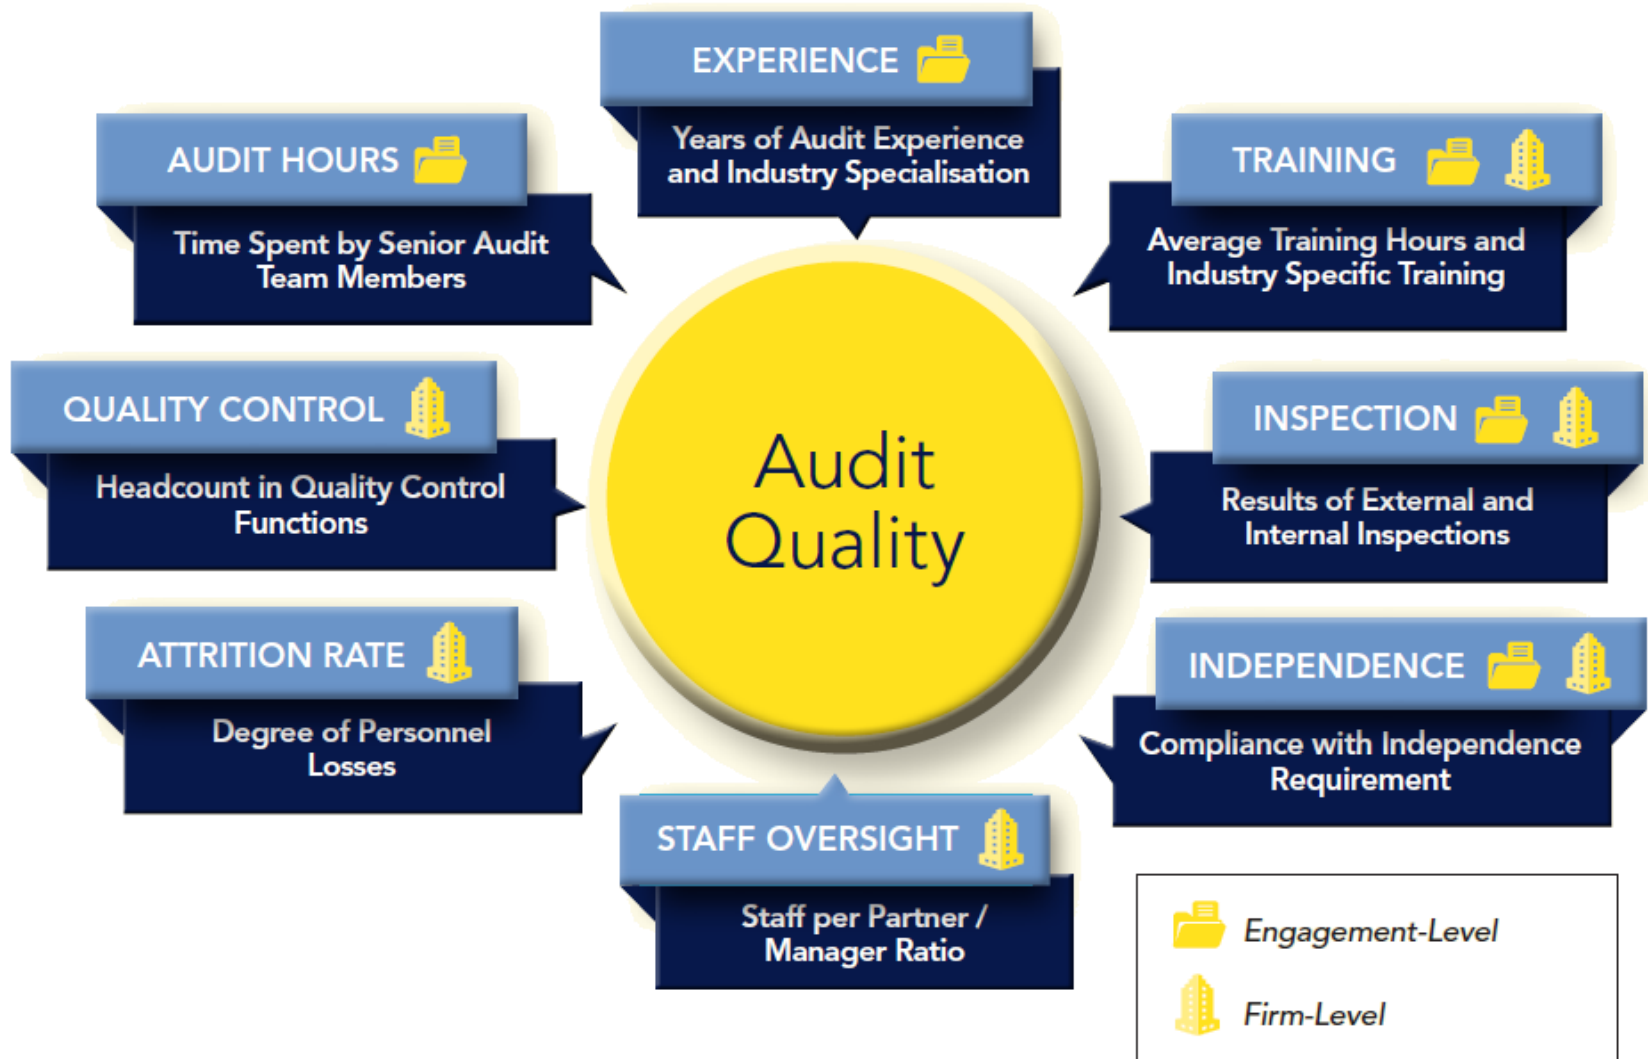 EXPERIENCE
Years of Audit Experience
and Industry Specialisation
AUDIT HOURS
Time Spent by Senior Audit
Team Members
TRAINING
Average Training Hours and
Industry Specific Training
QUALITY CONTROL
Headcount in Quality Control
Functions
Audit
Quality
INSPECTION
Results of External and
Internal Inspections
ATTRITION RATE
Degree of Personnel
Losses
INDEPENDENCE
Compliance with Independence
Requirement
STAFF OVERSIGHT
Staff per Partner /
Manager Ratio
Engagement-Level
Firm-Level